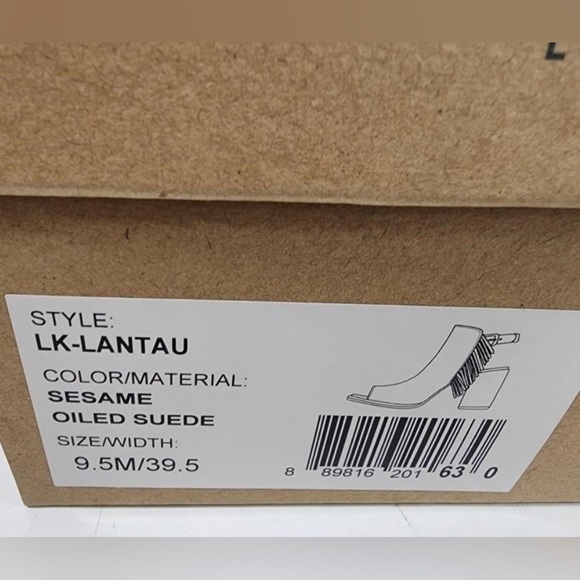 L
STYLE:
LK-LANTAU
COLOR/MATERIAL:
SESAME
OILED SUEDE
SIZE/WIDTH:
9.5M/39.5
8 89816 201 63 0